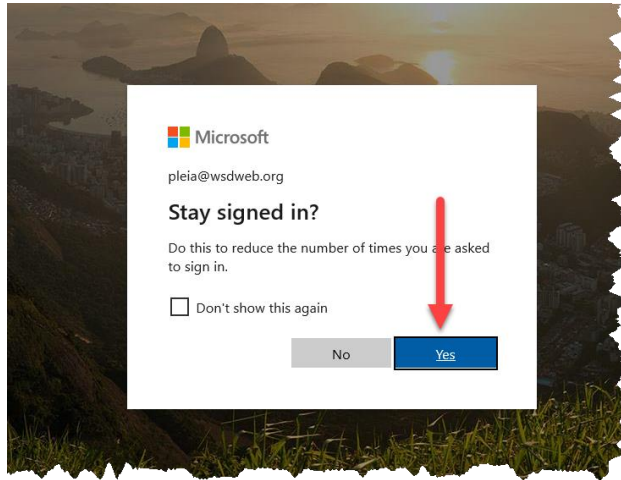 Microsoft
pleia@wsdweb.org
Stay signed in?
Do this to reduce the number of times you are asked
to sign in.
Don't show this again
No
Yes